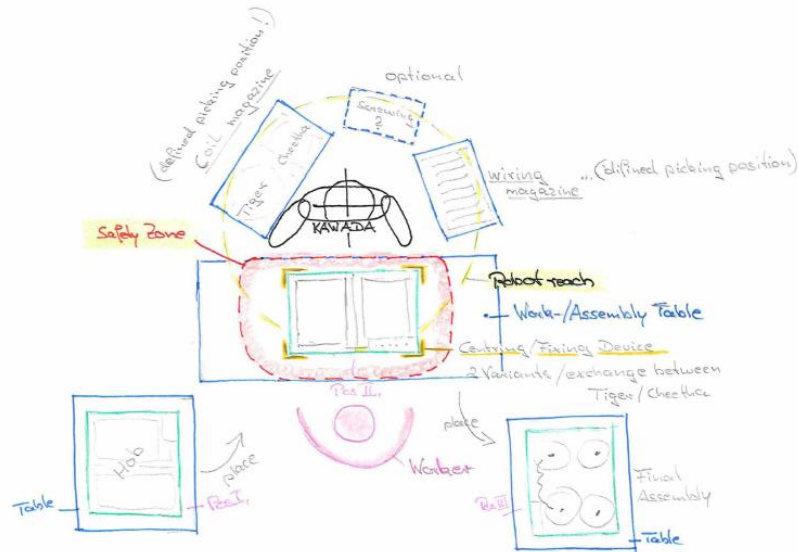 optional
(defined picking position!)
Coil magazine
Tiger
Cheetha
Screwing
?
wiring
magazine
...(difined picking position)
KAWADA
Safety Zone
Robot reach
Work-/Assembly Table
Centring/Fixing Device
2 Variants/exchange between
Tiger/Cheetha
Pos II.
place
place
Worker
Hob
Table
Pos I.
Pos III
Final
Assembly
Table